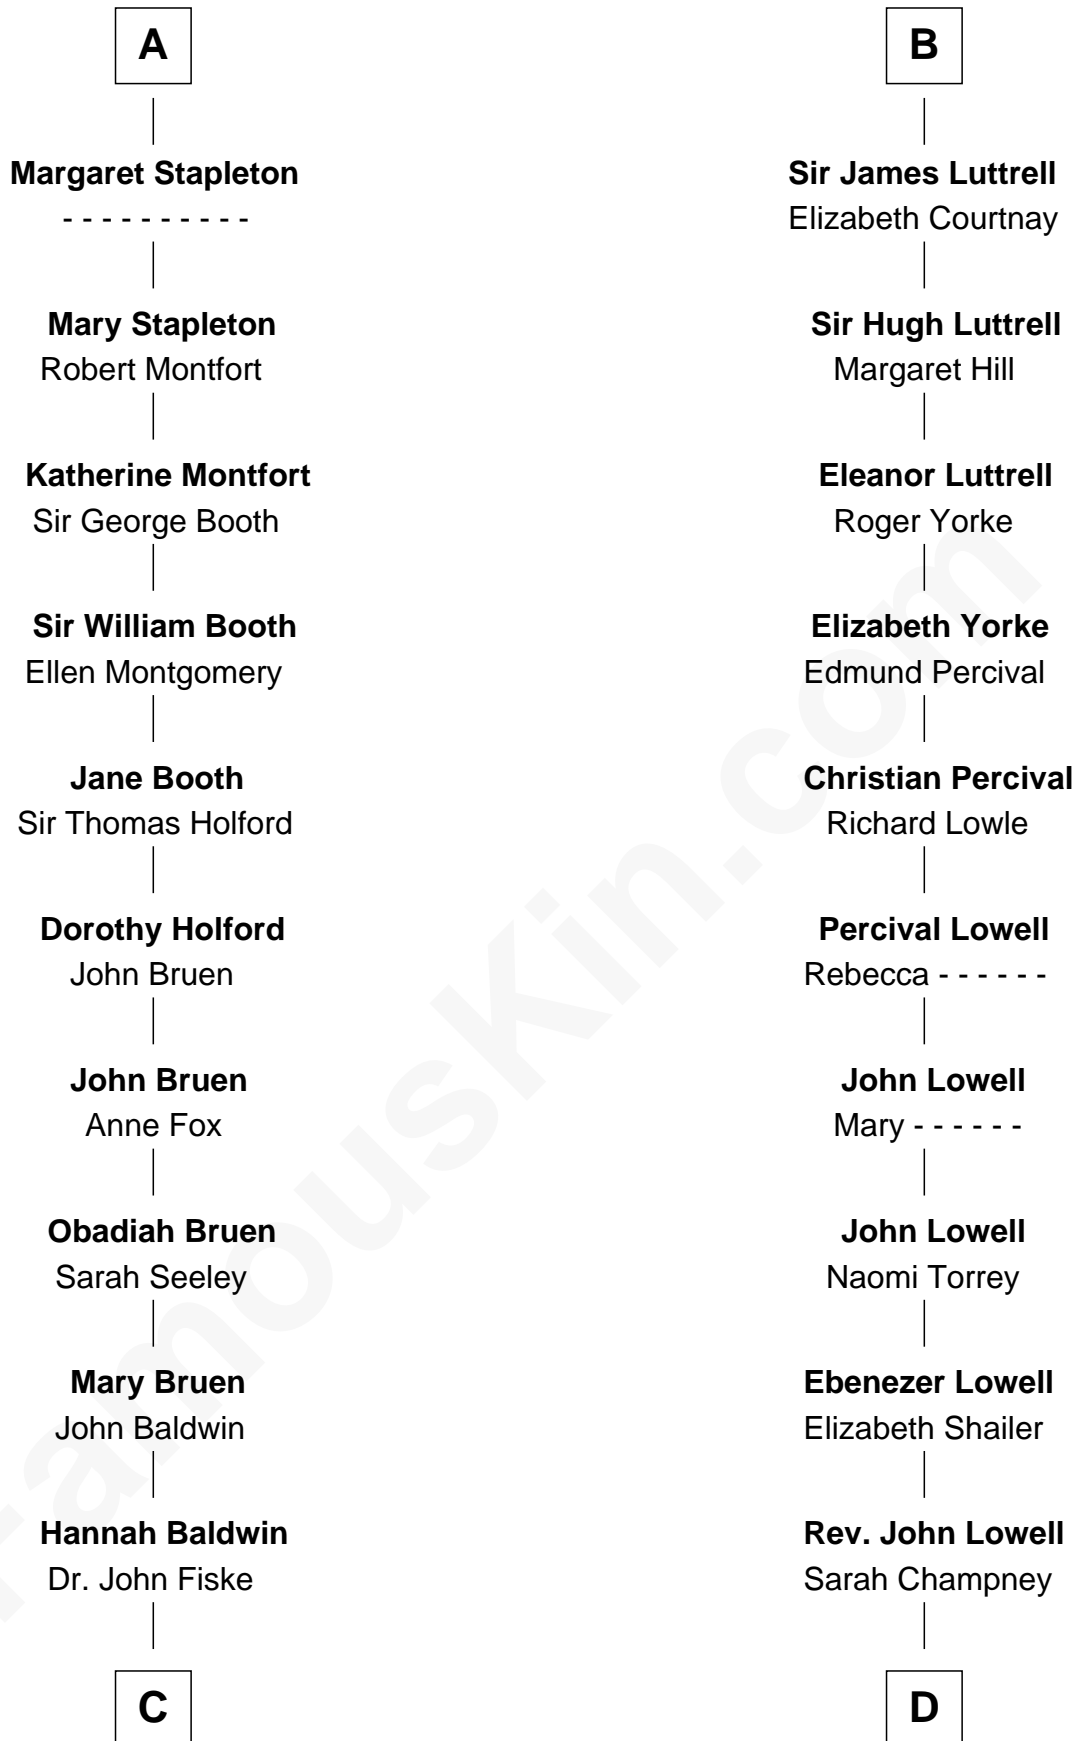 A
Margaret Stapleton
- - - - - - - - - -
Mary Stapleton
Robert Montfort
Katherine Montfort
Sir George Booth
Sir William Booth
Ellen Montgomery
Jane Booth
Sir Thomas Holford
Dorothy Holford
John Bruen
John Bruen
Anne Fox
Obadiah Bruen
Sarah Seeley
Mary Bruen
John Baldwin
Hannah Baldwin
Dr. John Fiske
C
B
Sir James Luttrell
Elizabeth Courtnay
Sir Hugh Luttrell
Margaret Hill
Eleanor Luttrell
Roger Yorke
Elizabeth Yorke
Edmund Percival
Christian Percival
Richard Lowle
Percival Lowell
Rebecca - - - - - -
John Lowell
Mary - - - - - -
John Lowell
Naomi Torrey
Ebenezer Lowell
Elizabeth Shailer
Rev. John Lowell
Sarah Champney
D
FamousKin.com